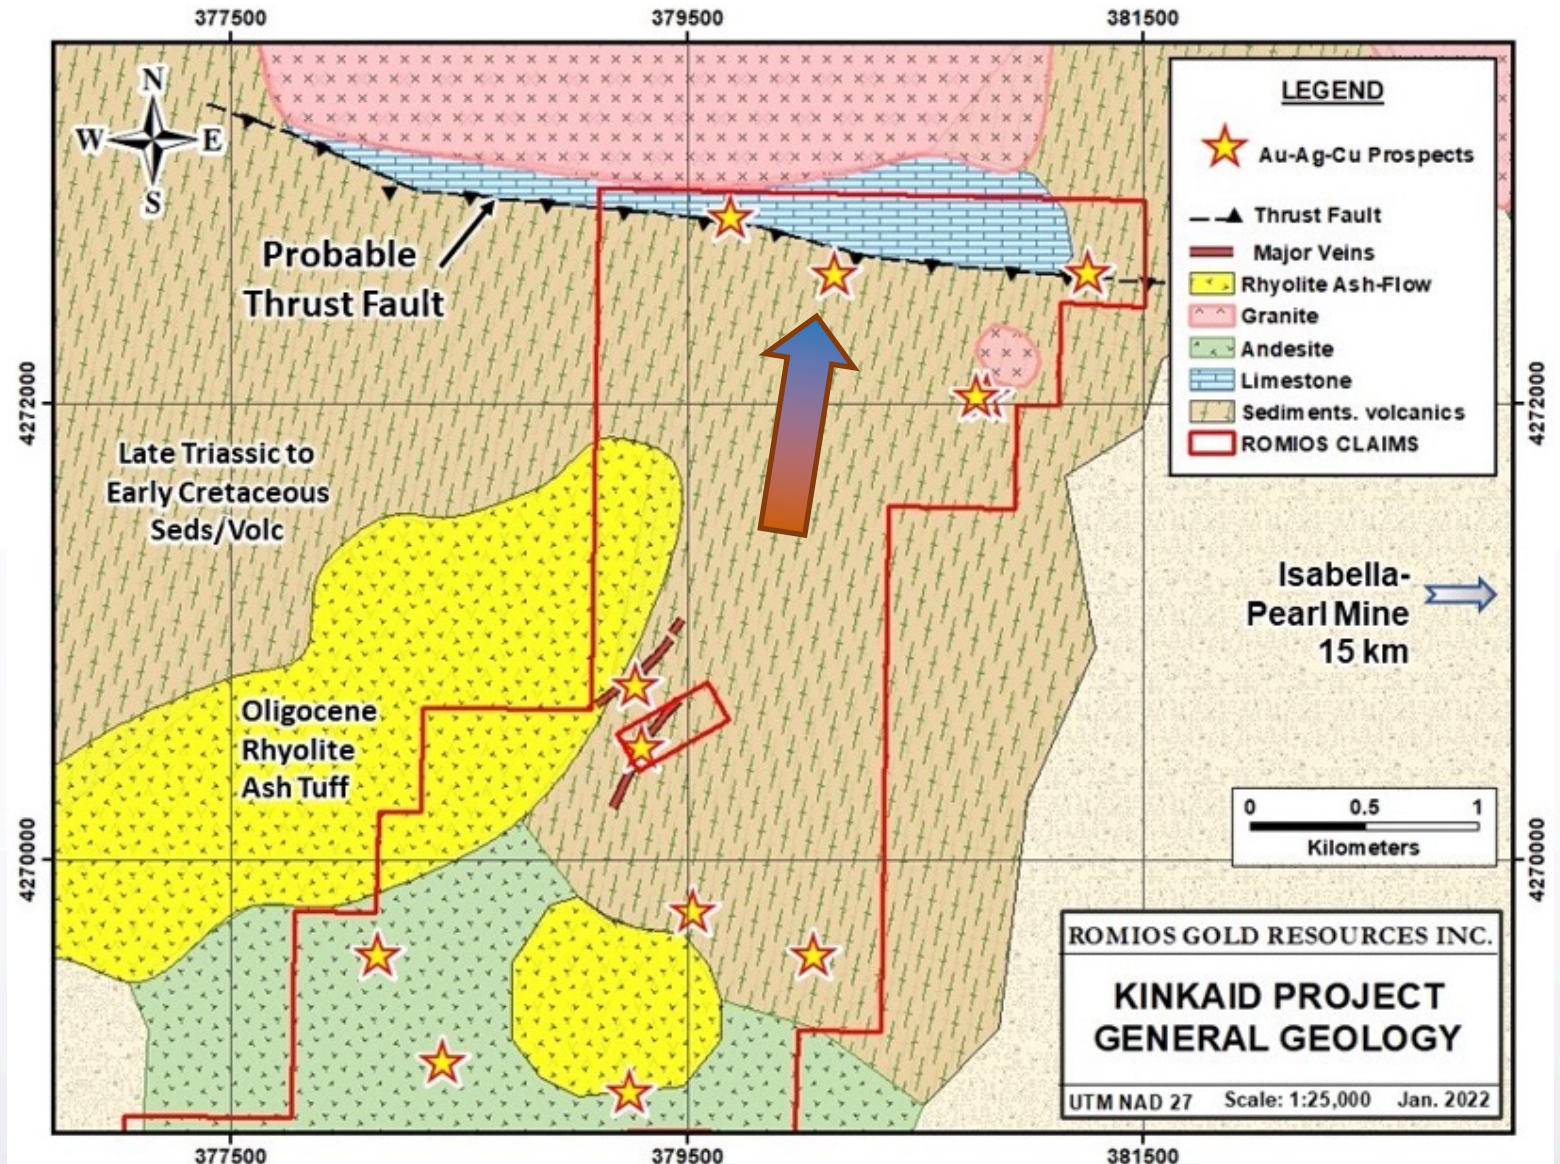 377500
379500
381500
N
W
E
S
LEGEND
Au-Ag-Cu Prospects
Thrust Fault
Major Veins
Rhyolite Ash-Flow
Granite
Andesite
Limestone
Sediments. volcanics
ROMIOS CLAIMS
Probable
Thrust Fault
4272000
4272000
Late Triassic to
Early Cretaceous
Seds/Volc
Isabella-
Pearl Mine
15 km
Oligocene
Rhyolite
Ash Tuff
0 0.5 1
Kilometers
4270000
4270000
ROMIOS GOLD RESOURCES INC.
KINKAID PROJECT
GENERAL GEOLOGY
UTM NAD 27 Scale: 1:25,000 Jan. 2022
377500
379500
381500